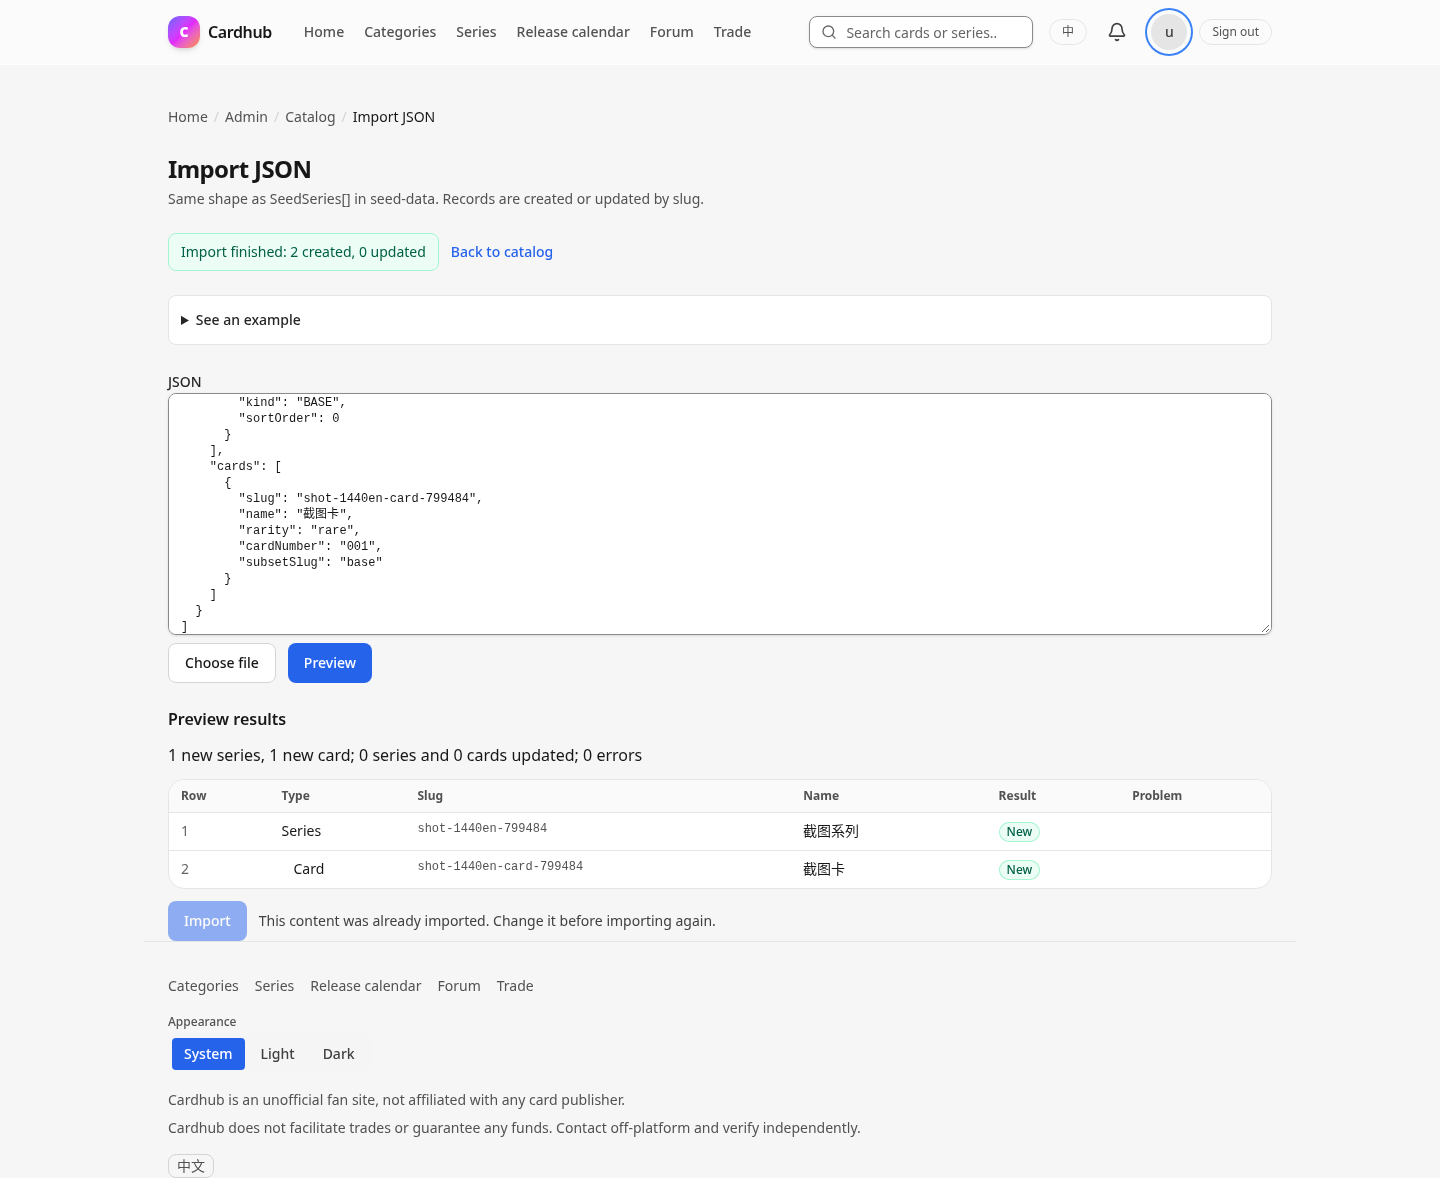 C Cardhub Home Categories Series Release calendar Forum Trade Search cards or series.. 中 u Sign out
Home / Admin / Catalog / Import JSON
Import JSON
Same shape as SeedSeries[] in seed-data. Records are created or updated by slug.
Import finished: 2 created, 0 updated Back to catalog
See an example
JSON
"kind": "BASE",
"sortOrder": 0
}
],
"cards": [
{
"slug": "shot-1440en-card-799484",
"name": "截图卡",
"rarity": "rare",
"cardNumber": "001",
"subsetSlug": "base"
}
]
}
]
Choose file Preview
Preview results
1 new series, 1 new card; 0 series and 0 cards updated; 0 errors
Row Type Slug Name Result Problem
1 Series shot-1440en-799484 截图系列 New
2 Card shot-1440en-card-799484 截图卡 New
Import This content was already imported. Change it before importing again.
Categories Series Release calendar Forum Trade
Appearance
System Light Dark
Cardhub is an unofficial fan site, not affiliated with any card publisher.
Cardhub does not facilitate trades or guarantee any funds. Contact off-platform and verify independently.
中文